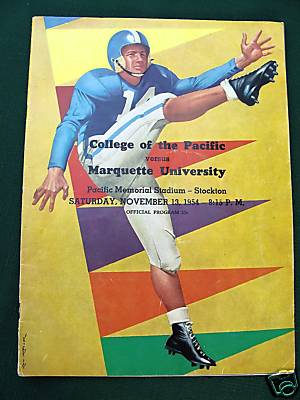 14
College of the Pacific
versus
Marquette University
Pacific Memorial Stadium – Stockton
SATURDAY, NOVEMBER 13, 1954 – 8:15 P. M.
OFFICIAL PROGRAM